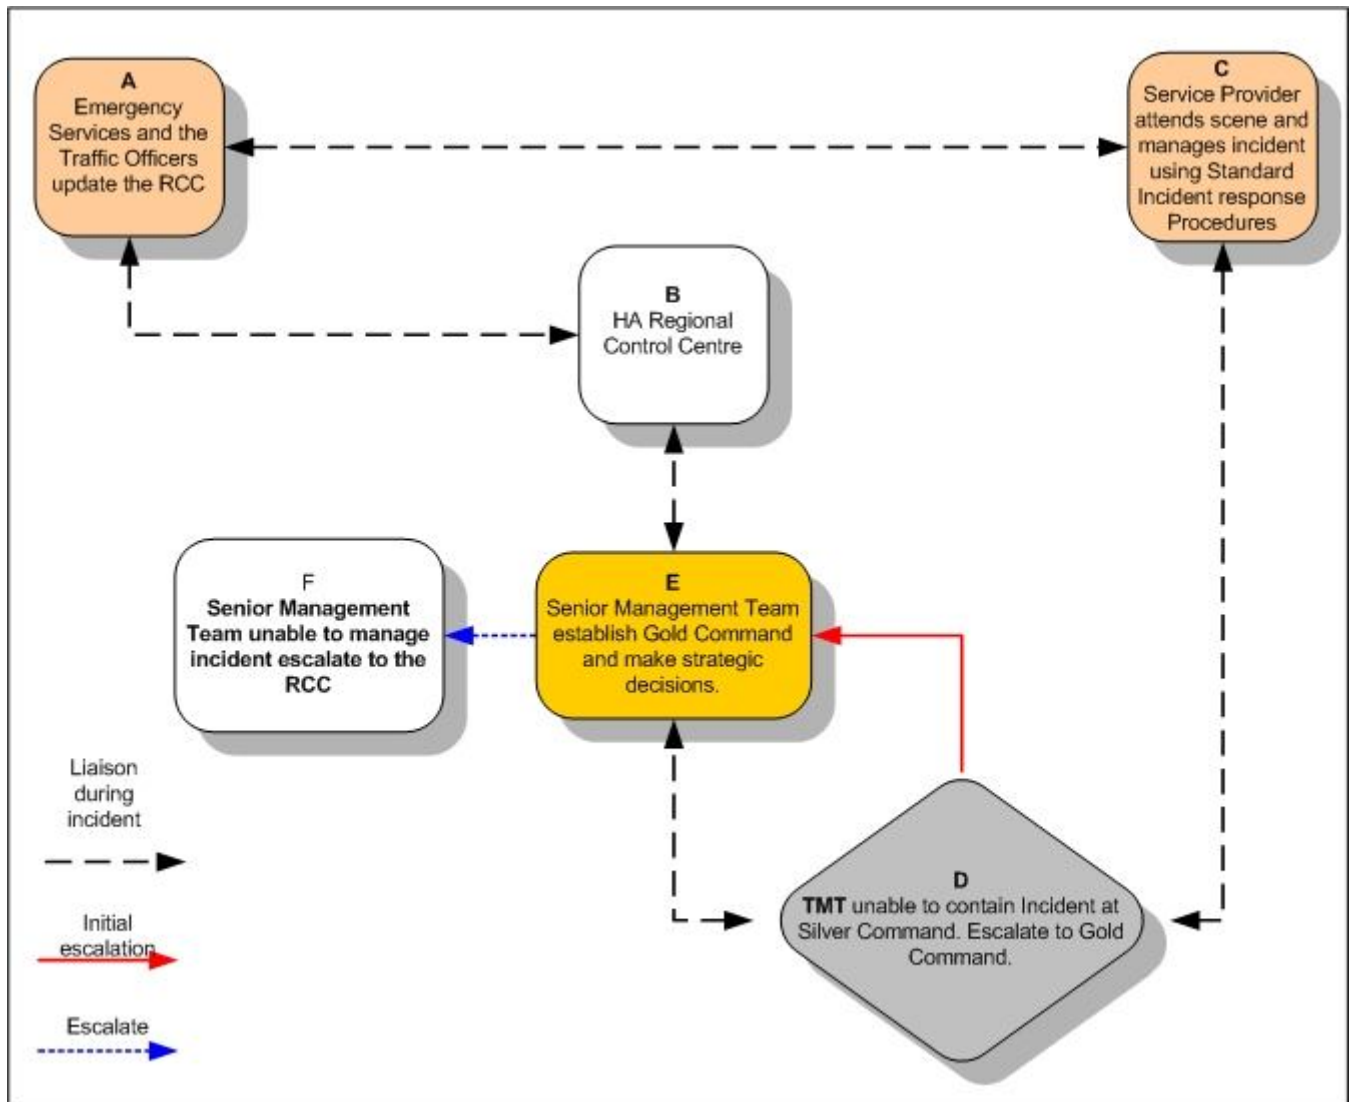 A
Emergency
Services and the
Traffic Officers
update the RCC
C
Service Provider
attends scene and
manages incident
using Standard
Incident response
Procedures
B
HA Regional
Control Centre
F
Senior Management
Team unable to manage
incident escalate to the
RCC
E
Senior Management Team
establish Gold Command
and make strategic
decisions.
D
TMT unable to contain Incident at
Silver Command. Escalate to Gold
Command.
Liaison
during
incident
Initial
escalation
Escalate